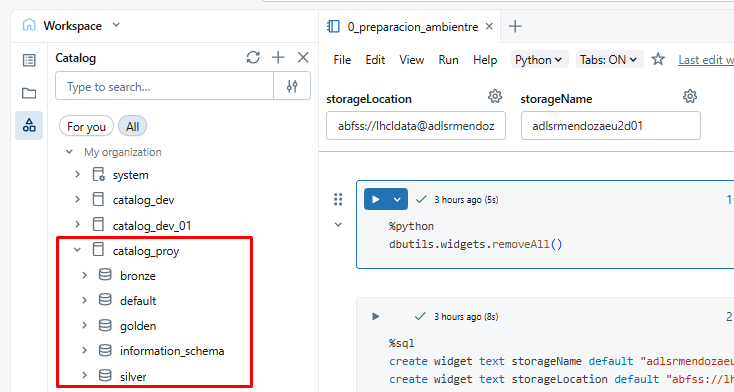 Workspace
Catalog
Type to search...
For you
All
My organization
system
catalog_dev
catalog_dev_01
catalog_proy
bronze
default
golden
information_schema
silver
0_preparacion_ambientre
File Edit View Run Python Tabs: ON Last edit w
storageLocation storageName
abfss://lhcldata@adlsrmendoz adlsrmendozaeu2d01
3 hours ago (5s) 1
%python
dbutils.widgets.removeAll()
3 hours ago (8s) 2
%sql
create widget text storageName default "adlsrmendozaeu
create widget text storageLocation default "abfss://lh